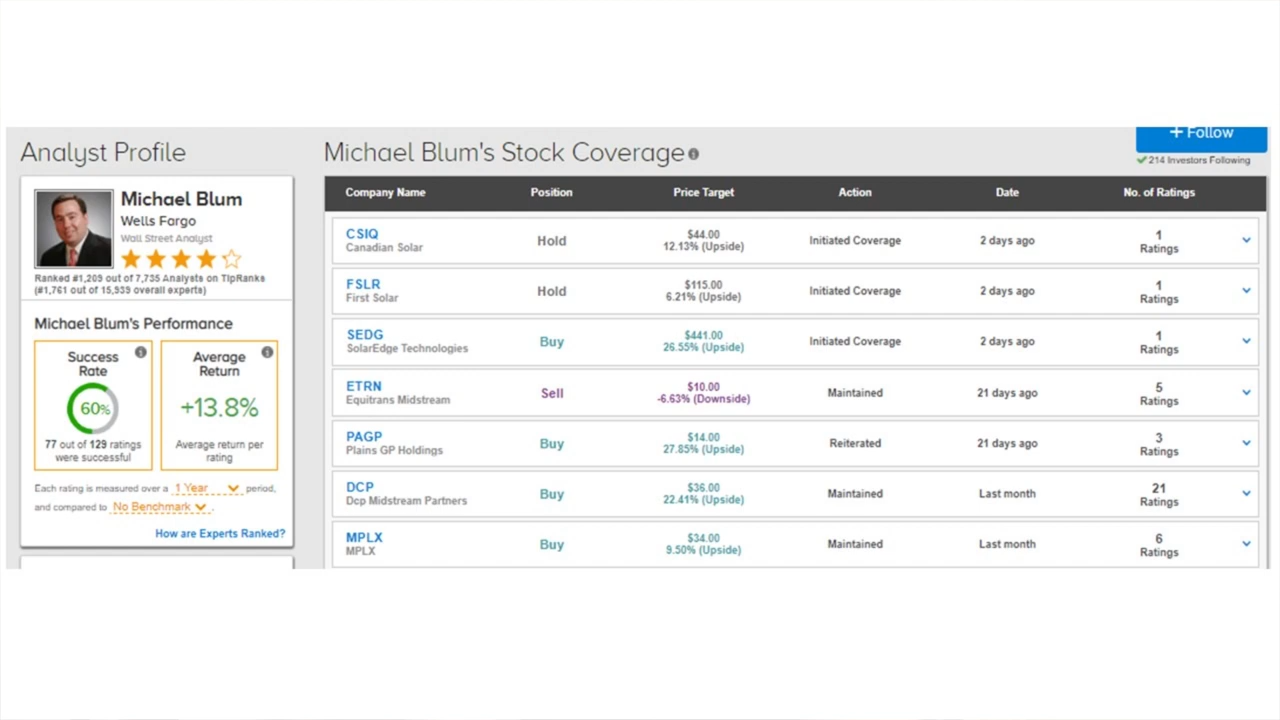 + Follow
Analyst Profile
Michael Blum's Stock Coverage
214 Investors Following
Michael Blum
Wells Fargo
Wall Street Analyst
Ranked #1,209 out of 7,735 Analysts on TipRanks
(#1,761 out of 15,939 overall experts)
Michael Blum's Performance
Success
Rate
60%
77 out of 129 ratings
were successful
Average
Return
+13.8%
Average return per
rating
Each rating is measured over a 1 Year period,
and compared to No Benchmark .
How are Experts Ranked?
Company Name Position Price Target Action Date No. of Ratings
CSIQ
Canadian Solar
Hold
$44.00
12.13% (Upside)
Initiated Coverage
2 days ago
1
Ratings
FSLR
First Solar
Hold
$115.00
6.21% (Upside)
Initiated Coverage
2 days ago
1
Ratings
SEDG
SolarEdge Technologies
Buy
$441.00
26.55% (Upside)
Initiated Coverage
2 days ago
1
Ratings
ETRN
Equitrans Midstream
Sell
$10.00
-6.63% (Downside)
Maintained
21 days ago
5
Ratings
PAGP
Plains GP Holdings
Buy
$14.00
27.85% (Upside)
Reiterated
21 days ago
3
Ratings
DCP
Dcp Midstream Partners
Buy
$36.00
22.41% (Upside)
Maintained
Last month
21
Ratings
MPLX
MPLX
Buy
$34.00
9.50% (Upside)
Maintained
Last month
6
Ratings